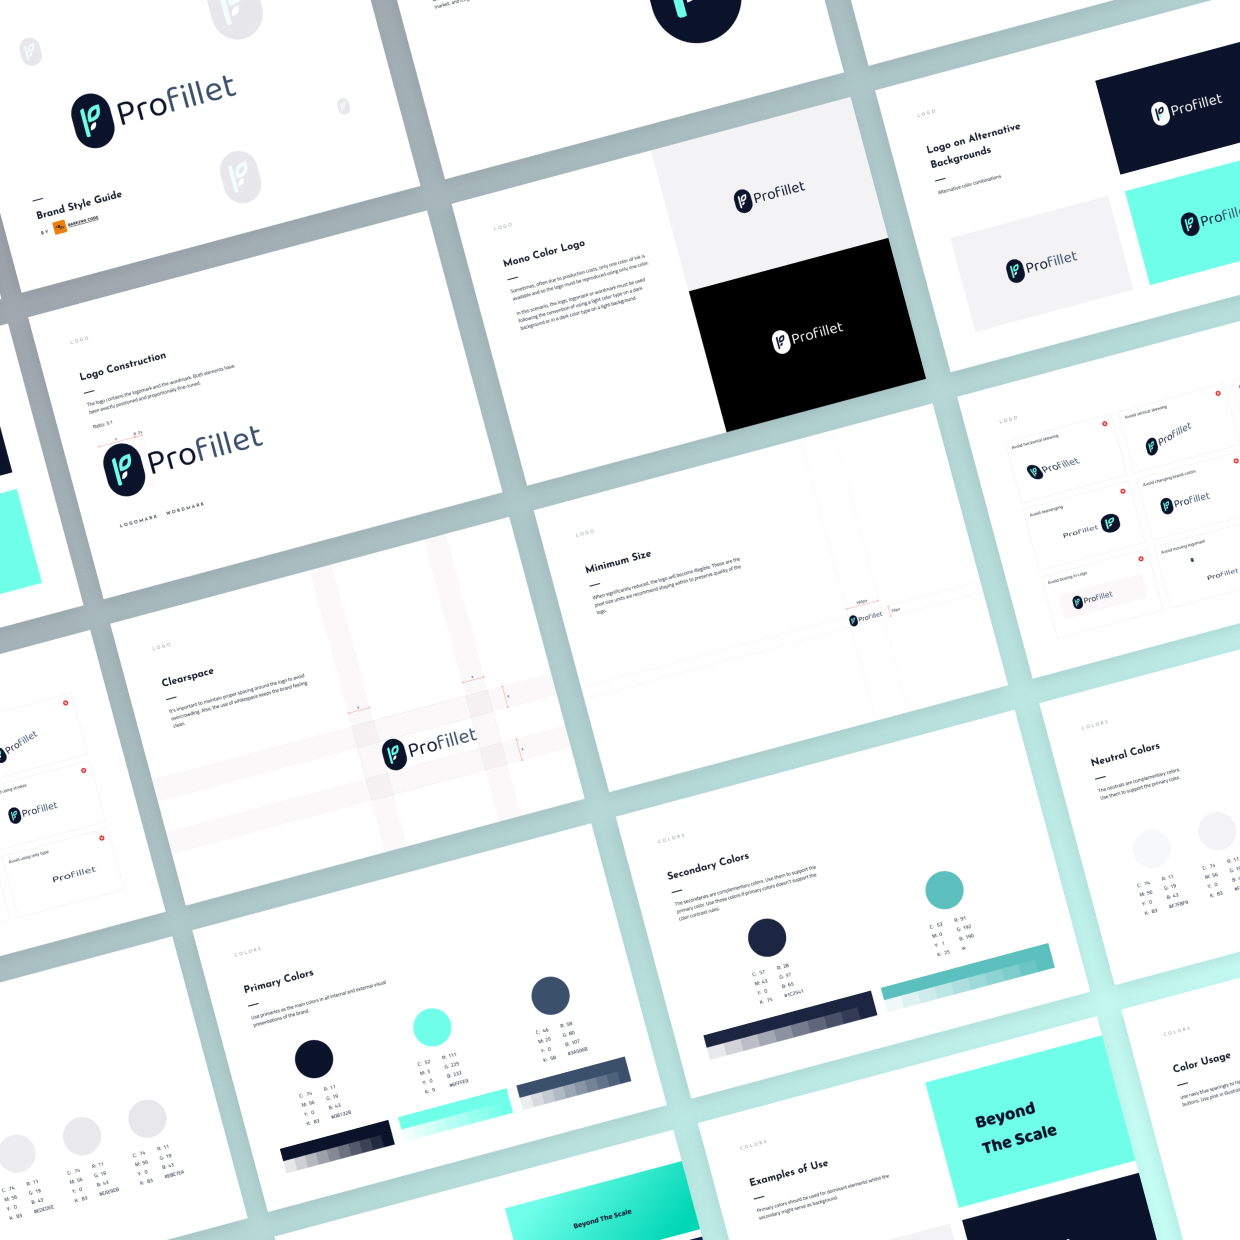 Profillet
Brand Style Guide
BY
BARKING CODE
LOGO
Logo Construction
The logo contains the logomark and the wordmark. Both elements have
been exactly positioned and proportionally fine-tuned.
Ratio: 3:1
Profillet
LOGOMARK WORDMARK
LOGO
Mono Color Logo
Sometimes, often due to production costs, only one color of ink is
available and so the logo must be reproduced using only one color.
In this scenario, the logo, logomark or wordmark must be used
following the convention of using a light color type on a dark
background or in a dark color type on a light background.
Profillet
Profillet
LOGO
Logo on Alternative
Backgrounds
Alternative color combinations
Profillet
Profillet
LOGO
Clearspace
It's important to maintain proper spacing around the logo to avoid
overcrowding. Also, the use of whitespace keeps the brand feeling
clean.
Profillet
LOGO
Minimum Size
When significantly reduced, the logo will become illegible. These are the
pixel size units we recommend staying within to preserve quality of the
logo.
Profillet
LOGO
Avoid horizontal skewing
Profillet
Avoid vertical skewing
Profillet
Avoid rearranging
Profillet
Avoid changing brand colors
Profillet
Avoid boxing in Logo
Profillet
Avoid moving logomark
Profillet
Profillet
using strokes
Profillet
Avoid using only type
Profillet
COLORS
Primary Colors
Use primaries as the main colors in all internal and external visual
presentations of the brand.
C: 74 R: 11
M: 56 G: 19
Y: 0 B: 43
K: 83 #0B132B
C: 52 R: 111
M: 3 G: 225
Y: 0 B: 233
K: 0 #6FFFE9
C: 46 R: 58
M: 25 G: 80
Y: 0 B: 107
K: 58 #3A506B
COLORS
Secondary Colors
The secondaries are complementary colors. Use them to support the
primary color. Use those colors if primary colors doesn't support the
color contrast rules.
C: 57 R: 28
M: 43 G: 37
Y: 0 B: 65
K: 75 #1C2541
C: 53 R: 91
M: 0 G: 192
Y: 1 B: 190
K: 25
COLORS
Neutral Colors
The neutrals are complementary colors.
Use them to support the primary color.
C: 74 R: 11
M: 56 G: 19
Y: 0 B: 43
K: 83 #F7F8F9
C: 74
M: 56
Y: 0
K: 83
C: 74 R: 11
M: 56 G: 19
Y: 0 B: 43
K: 83
C: 74 R: 11
M: 56 G: 19
Y: 0 B: 43
K: 83
C: 74 R: 11
M: 56 G: 19
Y: 0 B: 43
K: 83
COLORS
Examples of Use
Primary colors should be used for dominant elements whilst the
secondary might serve as background.
Beyond
The Scale
Beyond The Scale
COLORS
Color Usage